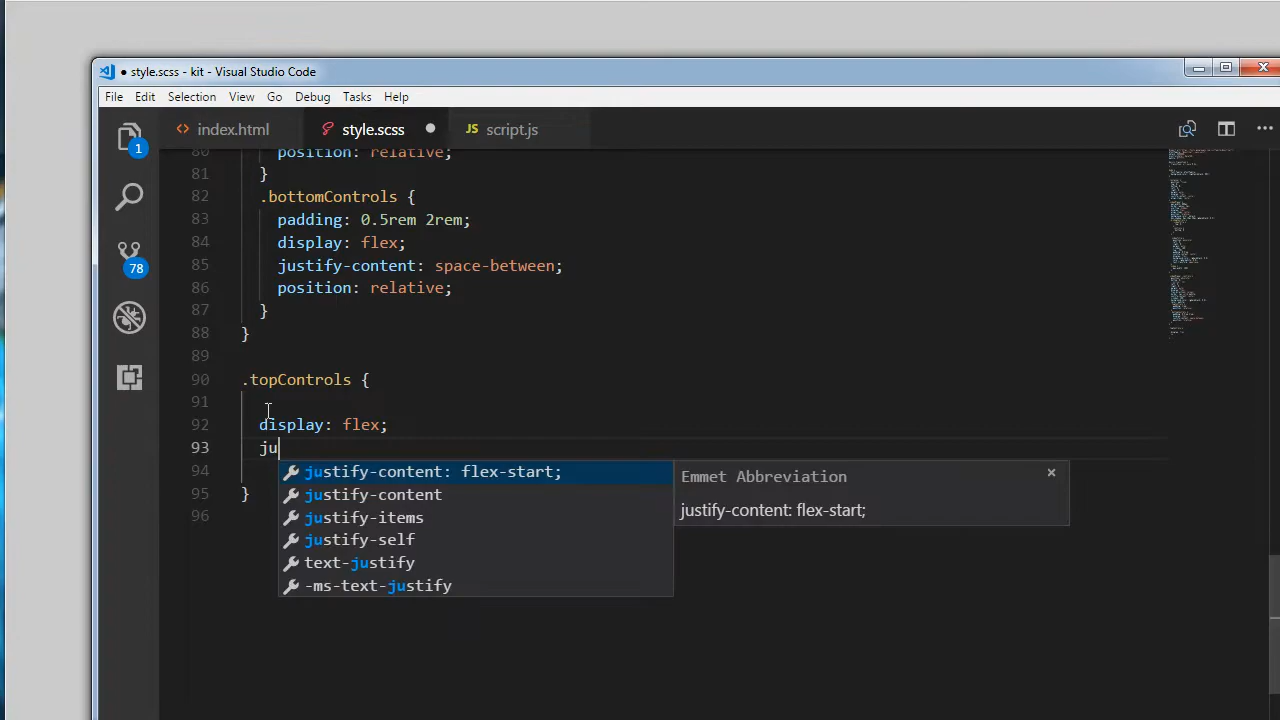 ● style.scss - kit - Visual Studio Code
File Edit Selection View Go Debug Tasks Help
1
<> index.html style.scss ● JS script.js
80 position: relative;
81 }
82 .bottomControls {
83 padding: 0.5rem 2rem;
84 display: flex;
85 justify-content: space-between;
78
86 position: relative;
87 }
88 }
89
90 .topControls {
91
92 display: flex;
93 ju
94 justify-content: flex-start;
Emmet Abbreviation ×
95 } justify-content
justify-content: flex-start;
96 justify-items
justify-self
text-justify
-ms-text-justify